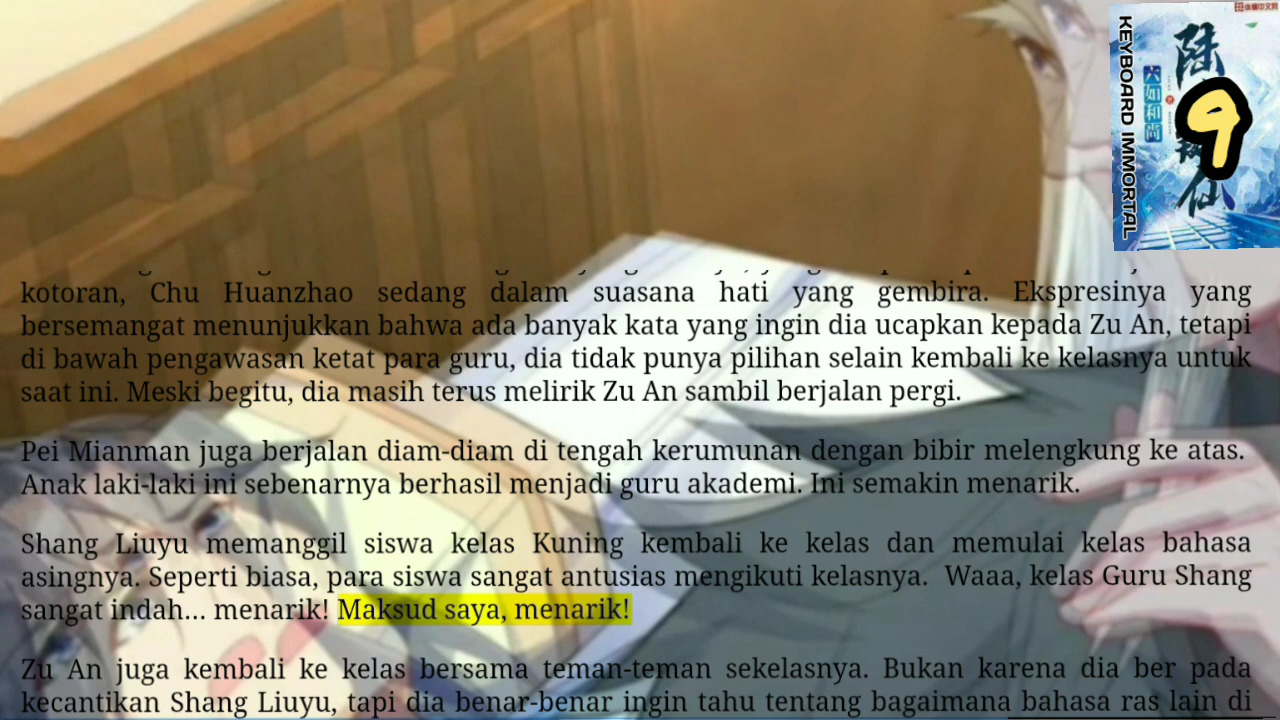 KEYBOARD IMMORTAL
六如和尚
陆
仙
9
kotoran, Chu Huanzhao sedang dalam suasana hati yang gembira. Ekspresinya yang
bersemangat menunjukkan bahwa ada banyak kata yang ingin dia ucapkan kepada Zu An, tetapi
di bawah pengawasan ketat para guru, dia tidak punya pilihan selain kembali ke kelasnya untuk
saat ini. Meski begitu, dia masih terus melirik Zu An sambil berjalan pergi.
Pei Mianman juga berjalan diam-diam di tengah kerumunan dengan bibir melengkung ke atas.
Anak laki-laki ini sebenarnya berhasil menjadi guru akademi. Ini semakin menarik.
Shang Liuyu memanggil siswa kelas Kuning kembali ke kelas dan memulai kelas bahasa
asingnya. Seperti biasa, para siswa sangat antusias mengikuti kelasnya. Waaa, kelas Guru Shang
sangat indah... menarik! Maksud saya, menarik!
Zu An juga kembali ke kelas bersama teman-teman sekelasnya. Bukan karena dia ber pada
kecantikan Shang Liuyu, tapi dia benar-benar ingin tahu tentang bagaimana bahasa ras lain di